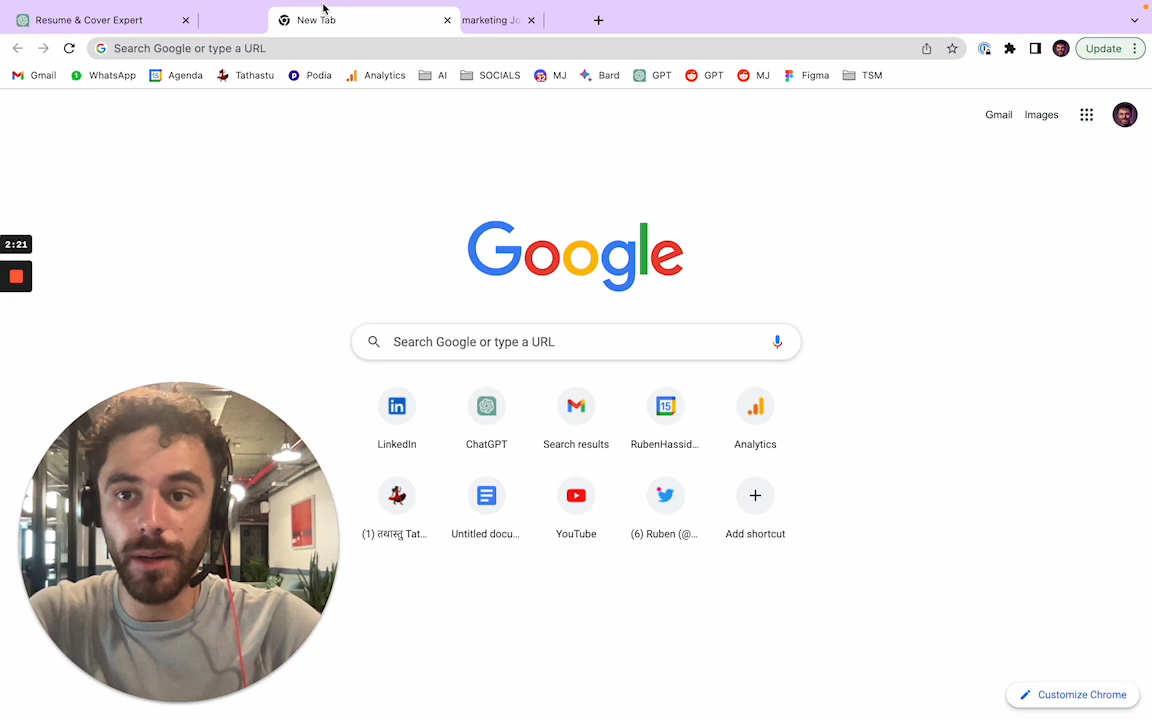 Resume & Cover Expert
New Tab
marketing Jo
Search Google or type a URL
Update
Gmail
WhatsApp
Agenda
Tathastu
Podia
Analytics
AI
SOCIALS
MJ
Bard
GPT
GPT
MJ
Figma
TSM
Gmail
Images
2:21
Google
Search Google or type a URL
LinkedIn
ChatGPT
Search results
RubenHassid...
Analytics
(1) तथास्तु Tat...
Untitled docu...
YouTube
(6) Ruben (@...
Add shortcut
Customize Chrome